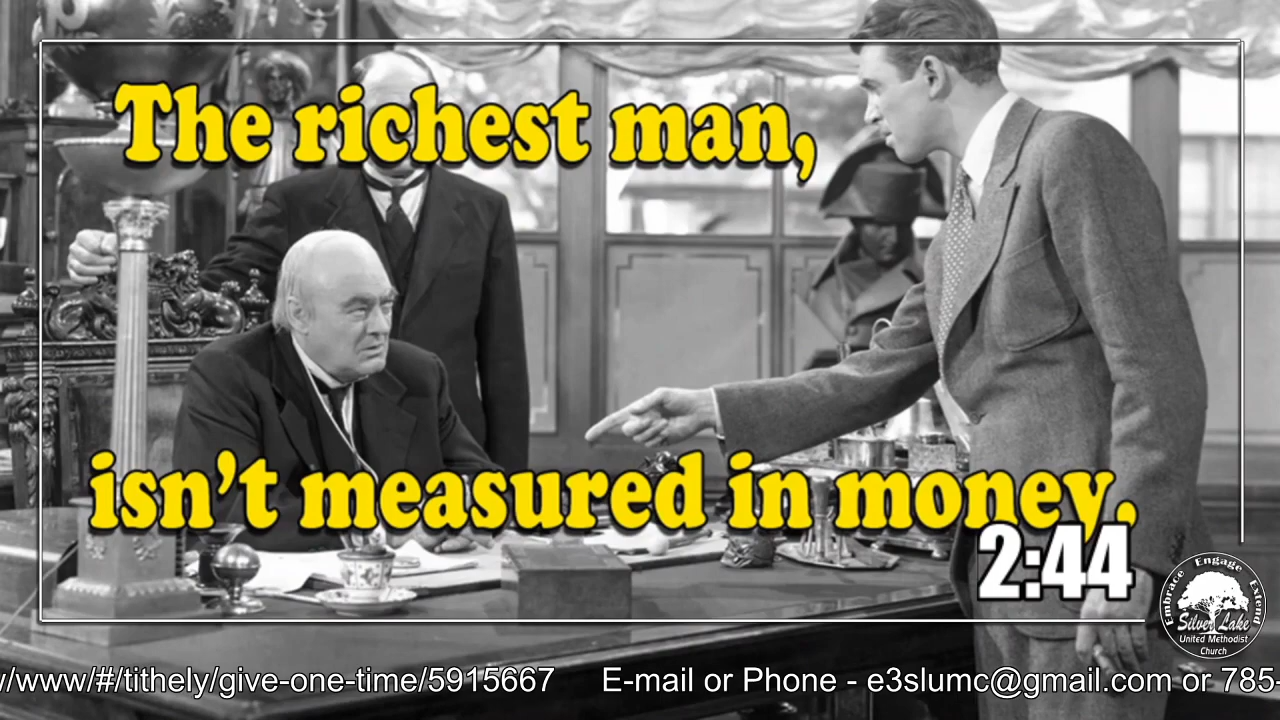 The richest man,
isn't measured in money.
2:44
Embrace Engage Extend
Silver Lake
United Methodist
Church
/www/#/tithely/give-one-time/5915667 E-mail or Phone - e3slumc@gmail.com or 785-